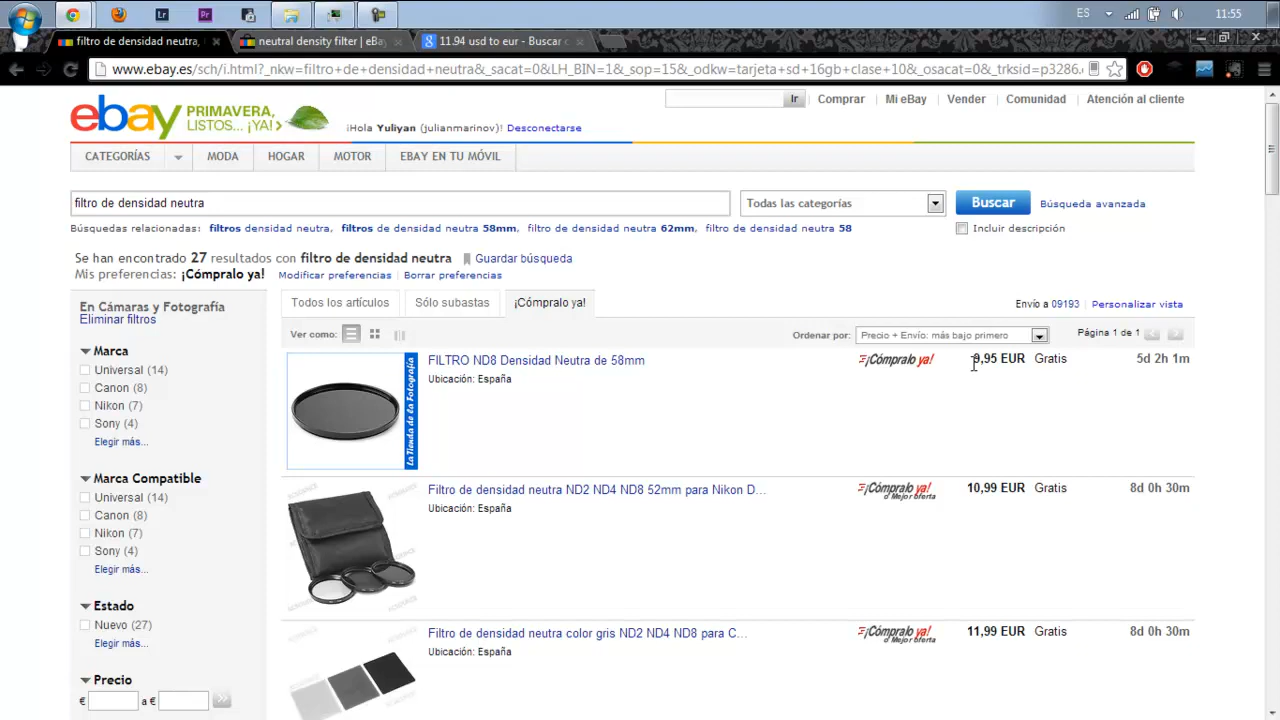 ES 11:55
filtro de densidad neutra,
neutral density filter | eBa
11.94 usd to eur - Buscar c
www.ebay.es/sch/i.html?_nkw=filtro+de+densidad+neutra&_sacat=0&LH_BIN=1&_sop=15&_odkw=tarjeta+sd+16gb+clase+10&_osacat=0&_trksid=p3286.
ebay PRIMAVERA,
LISTOS... ¡YA!
Ir Comprar Mi eBay Vender Comunidad Atención al cliente
¡Hola Yuliyan (julianmarinov)! Desconectarse
CATEGORÍAS MODA HOGAR MOTOR EBAY EN TU MÓVIL
filtro de densidad neutra Todas las categorías Buscar Búsqueda avanzada
Búsquedas relacionadas: filtros densidad neutra, filtros de densidad neutra 58mm, filtro de densidad neutra 62mm, filtro de densidad neutra 58
Incluir descripción
Se han encontrado 27 resultados con filtro de densidad neutra Guardar búsqueda
Mis preferencias: ¡Cómpralo ya! Modificar preferencias Borrar preferencias
En Cámaras y Fotografía
Eliminar filtros
Marca
Universal (14)
Canon (8)
Nikon (7)
Sony (4)
Elegir más...
Marca Compatible
Universal (14)
Canon (8)
Nikon (7)
Sony (4)
Elegir más...
Estado
Nuevo (27)
Elegir más...
Precio
€ a €
Todos los artículos Sólo subastas ¡Cómpralo ya!
Envío a 09193 Personalizar vista
Ver como: Ordenar por: Precio + Envío: más bajo primero Página 1 de 1
La Tienda de la Fotografía
FILTRO ND8 Densidad Neutra de 58mm ¡Cómpralo ya! 9,95 EUR Gratis 5d 2h 1m
Ubicación: España
Filtro de densidad neutra ND2 ND4 ND8 52mm para Nikon D... ¡Cómpralo ya! 10,99 EUR Gratis 8d 0h 30m
o Mejor oferta
Ubicación: España
Filtro de densidad neutra color gris ND2 ND4 ND8 para C... ¡Cómpralo ya! 11,99 EUR Gratis 8d 0h 30m
o Mejor oferta
Ubicación: España